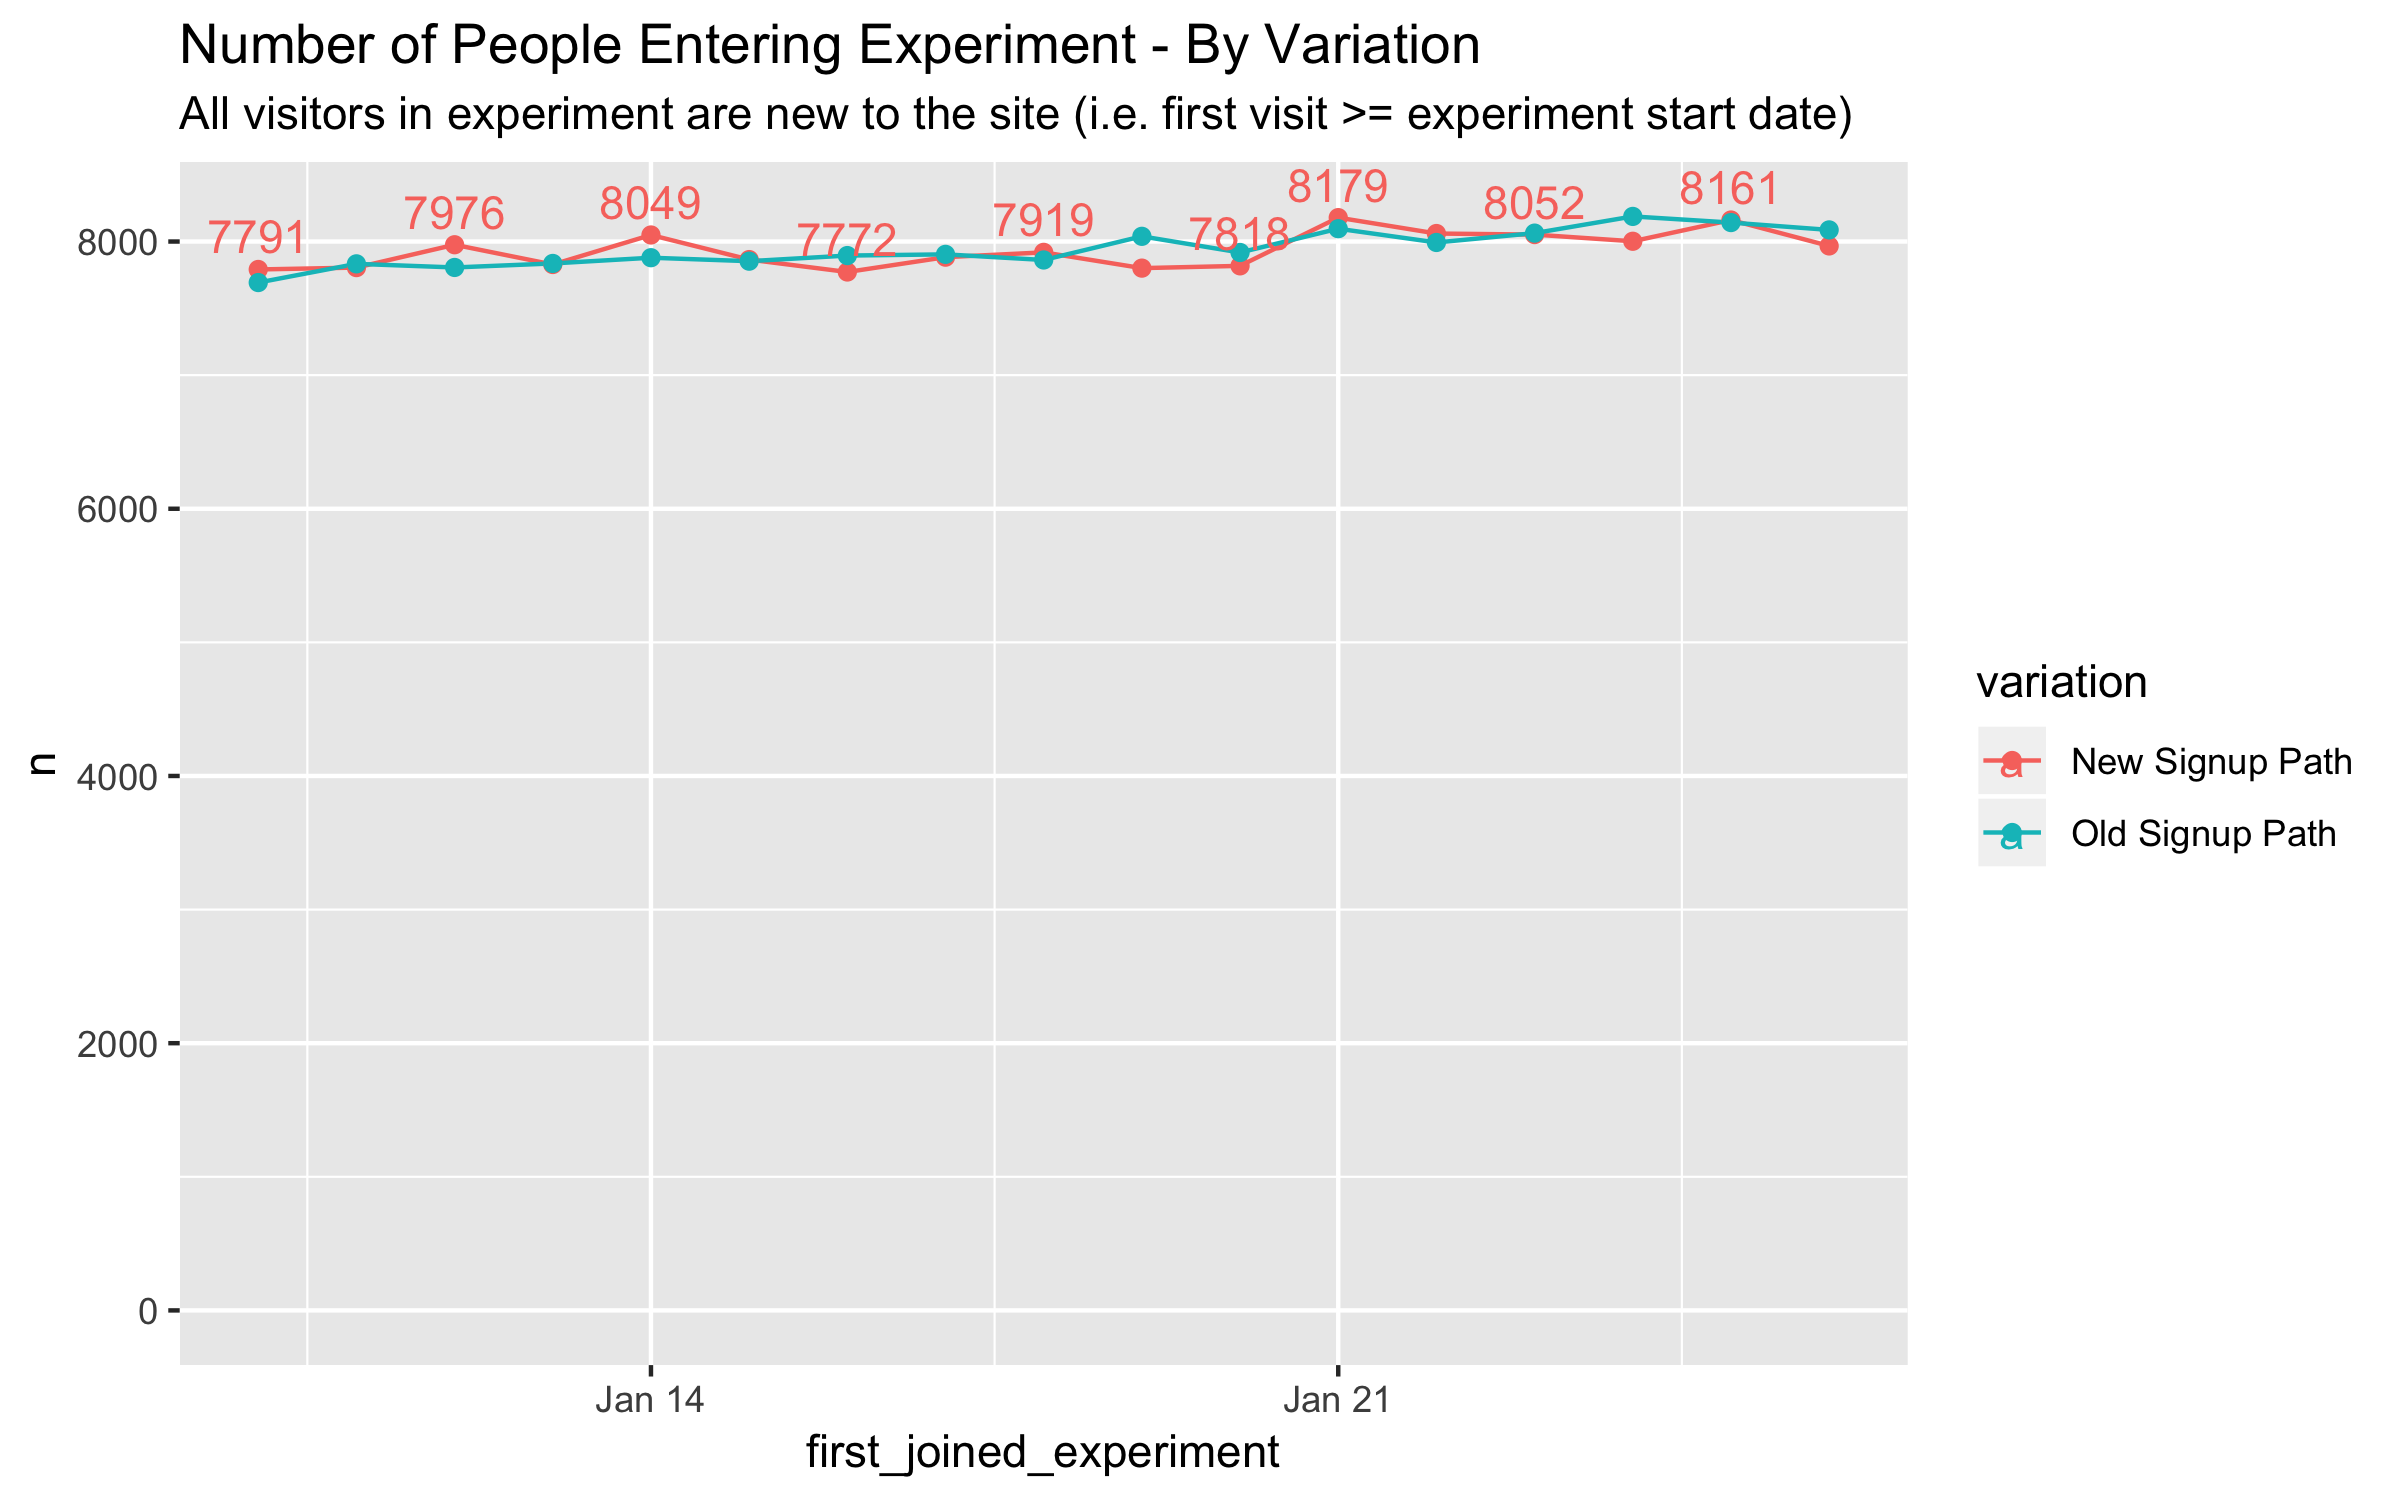 Number of People Entering Experiment - By Variation
All visitors in experiment are new to the site (i.e. first visit >= experiment start date)
7791
7976
8049
7772
7919
7818
8179
8052
8161
8000
6000
4000
2000
0
n
Jan 14
Jan 21
first_joined_experiment
variation
a New Signup Path
a Old Signup Path